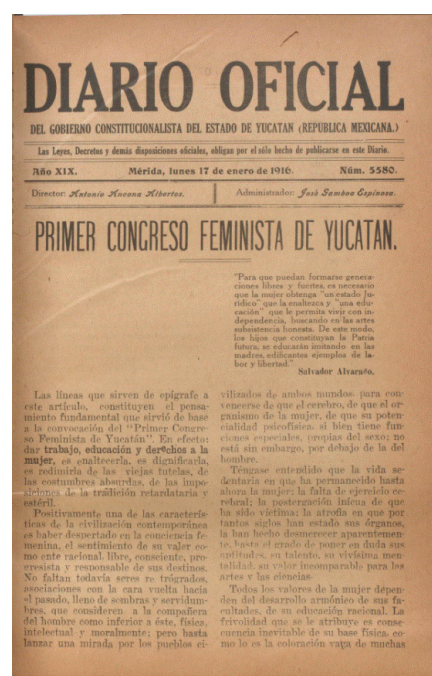 DIARIO OFICIAL
DEL GOBIERNO CONSTITUCIONALISTA DEL ESTADO DE YUCATAN (REPUBLICA MEXICANA.)
Las Leyes, Decretos y demás disposiciones oficiales, obligan por el sólo hecho de publicarse en este Diario.
Año XIX. Mérida, lunes 17 de enero de 1916. Núm. 5580.
Director: Antonio Ancona Albertos. Administrador: José Gamboa Espinosa.
PRIMER CONGRESO FEMINISTA DE YUCATAN.
"Para que puedan formarse genera-
ciones libres y fuertes, es necesario
que la mujer obtenga "un estado ju-
rídico" que la enaltezca y "una edu-
cación" que le permita vivir con in-
dependencia, buscando en las artes
subsistencia honesta. De este modo,
los hijos que constituyan la Patria
futura, se educarán imitando en las
madres, edificantes ejemplos de la-
bor y libertad."
Salvador Alvarado.
Las líneas que sirven de epígrafe a
este artículo, constituyen el pensa-
miento fundamental que sirvió de base
a la convocación del "Primer Congre-
so Feminista de Yucatán". En efecto:
dar trabajo, educación y derechos a la
mujer, es enaltecerla, es dignificarla,
es redimirla de las viejas tutelas, de
las costumbres absurdas, de las impo-
siciones de la tradición retardataria y
estéril.
Positivamente una de las caracterís-
ticas de la civilización contemporánea
es haber despertado en la conciencia fe-
menina, el sentimiento de su valer co-
mo ente racional libre, consciente, pro-
gresista y responsable de sus destinos.
No faltan todavía seres retrógrados,
asociaciones con la cara vuelta hacia
el pasado, lleno de sombras y servidum-
bres, que consideren a la compañera
del hombre como inferior a éste, física,
intelectual y moralmente; pero basta
lanzar una mirada por los pueblos ci-
vilizados de ambos mundos para con-
vencerse de que el cerebro, de que el or-
ganismo de la mujer, de que su poten-
cialidad psicofísica, si bien tiene fun-
ciones especiales, propias del sexo; no
está sin embargo, por debajo de la del
hombre.
Téngase entendido que la vida se-
dentaria en que ha permanecido hasta
ahora la mujer; la falta de ejercicio ce-
rebral; la postergación inicua de que
ha sido víctima; la atrofia en que por
tantos siglos han estado sus órganos,
la han hecho desmerecer aparentemen-
te, hasta el grado de poner en duda sus
aptitudes, su talento, su vivísima men-
talidad, su valor incomparable para las
artes y las ciencias.
Todos los valores de la mujer depen-
den del desarrollo armónico de sus fa-
cultades, de su educación racional. La
frivolidad que se le atribuye es conse-
cuencia inevitable de su base física, co-
mo lo es la coloración vaga de muchas